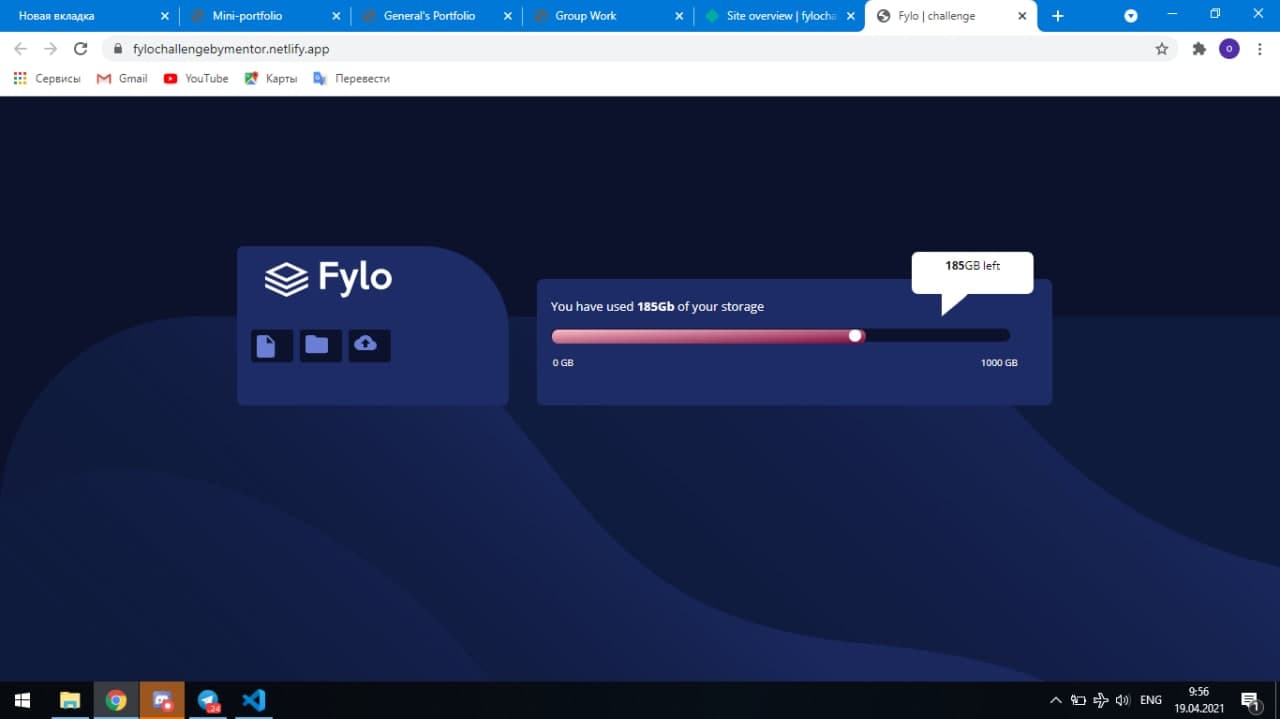 Новая вкладка
Mini-portfolio
General's Portfolio
Group Work
Site overview | fylocha
Fylo | challenge
fylochallengebymentor.netlify.app
O
Сервисы
Gmail
YouTube
Карты
Перевести
Fylo
185GB left
You have used 185Gb of your storage
0 GB
1000 GB
24
ENG
9:56
19.04.2021
1